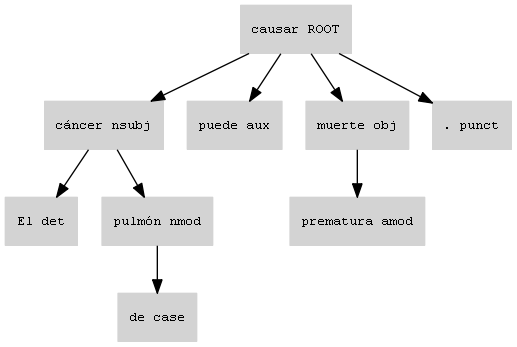 causar ROOT
cáncer nsubj
puede aux
muerte obj
. punct
El det
pulmón nmod
prematura amod
de case